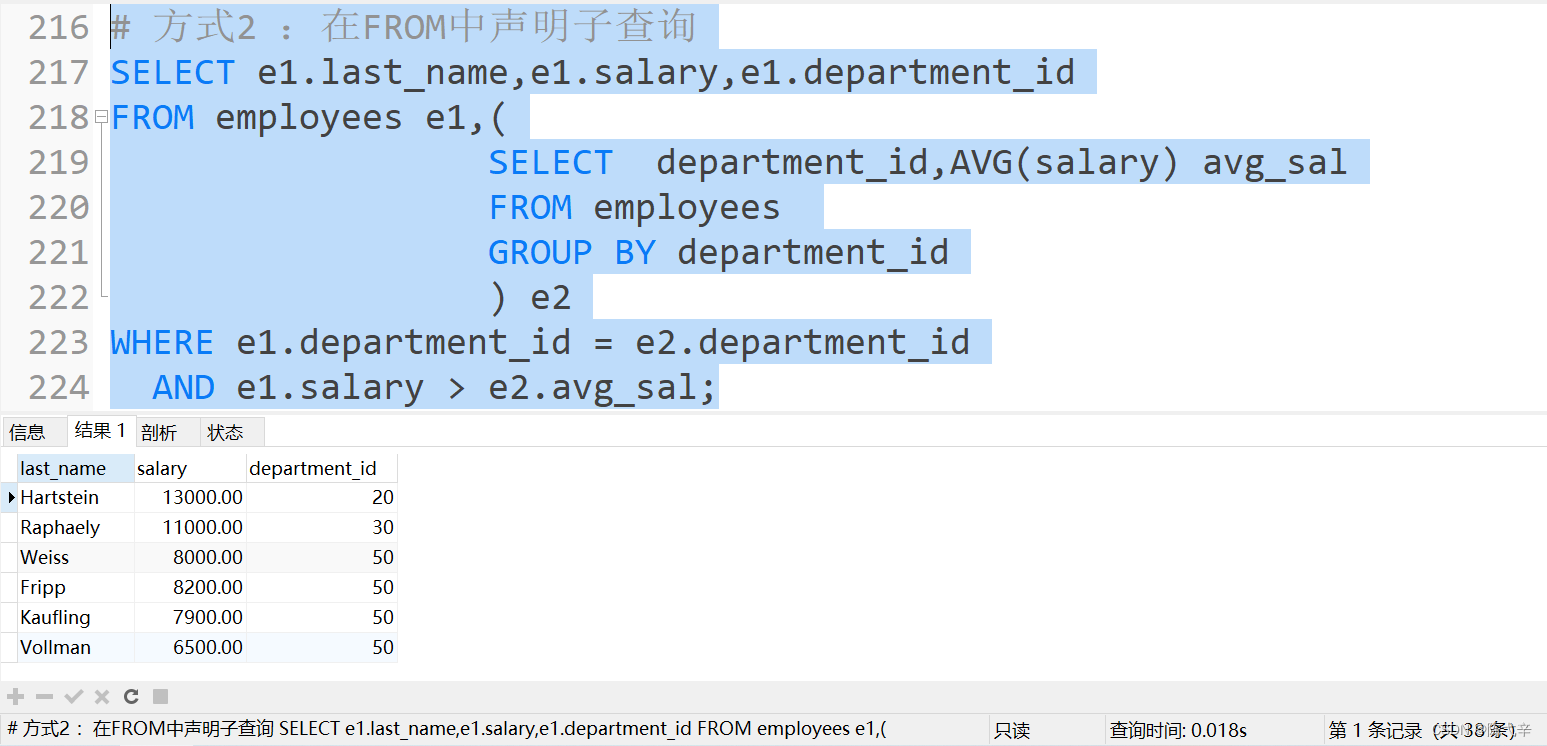 216 # 方式2 ：在FROM中声明子查询
217 SELECT e1.last_name,e1.salary,e1.department_id
218 FROM employees e1,(
219 SELECT department_id,AVG(salary) avg_sal
220 FROM employees
221 GROUP BY department_id
222 ) e2
223 WHERE e1.department_id = e2.department_id
224 AND e1.salary > e2.avg_sal;
信息 结果 1 剖析 状态
last_name salary department_id
Hartstein 13000.00 20
Raphaely 11000.00 30
Weiss 8000.00 50
Fripp 8200.00 50
Kaufling 7900.00 50
Vollman 6500.00 50
# 方式2 ：在FROM中声明子查询 SELECT e1.last_name,e1.salary,e1.department_id FROM employees e1,( 只读 查询时间: 0.018s 第 1 条记录 (共 38 条)